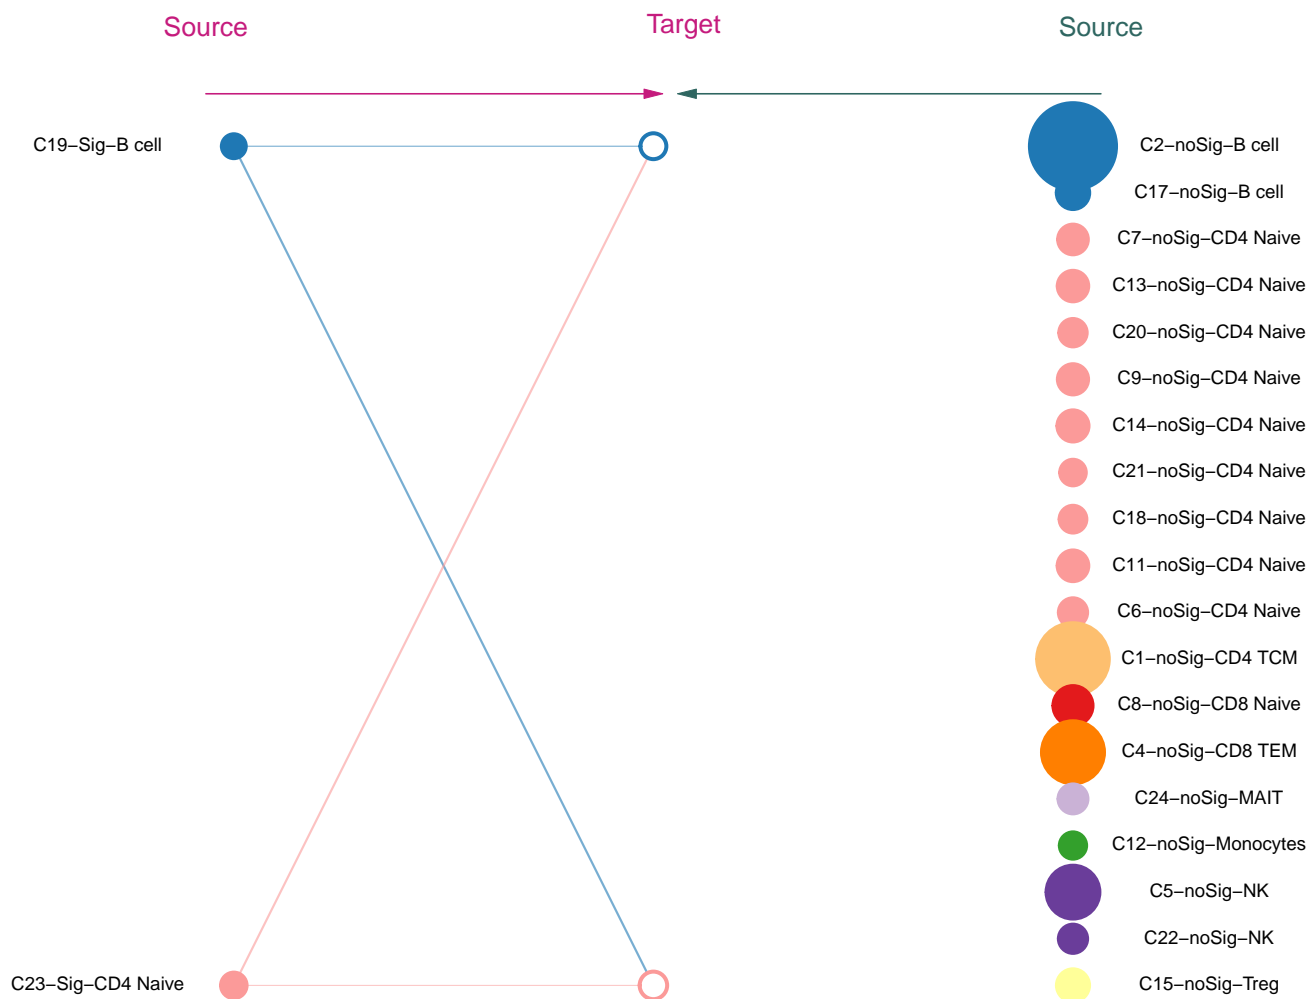 Source
Target
Source
C19−Sig−B cell
C2−noSig−B cell
C17−noSig−B cell
C7−noSig−CD4 Naive
C13−noSig−CD4 Naive
C20−noSig−CD4 Naive
C9−noSig−CD4 Naive
C14−noSig−CD4 Naive
C21−noSig−CD4 Naive
C18−noSig−CD4 Naive
C11−noSig−CD4 Naive
C6−noSig−CD4 Naive
C1−noSig−CD4 TCM
C8−noSig−CD8 Naive
C4−noSig−CD8 TEM
C24−noSig−MAIT
C12−noSig−Monocytes
C5−noSig−NK
C22−noSig−NK
C23−Sig−CD4 Naive
C15−noSig−Treg